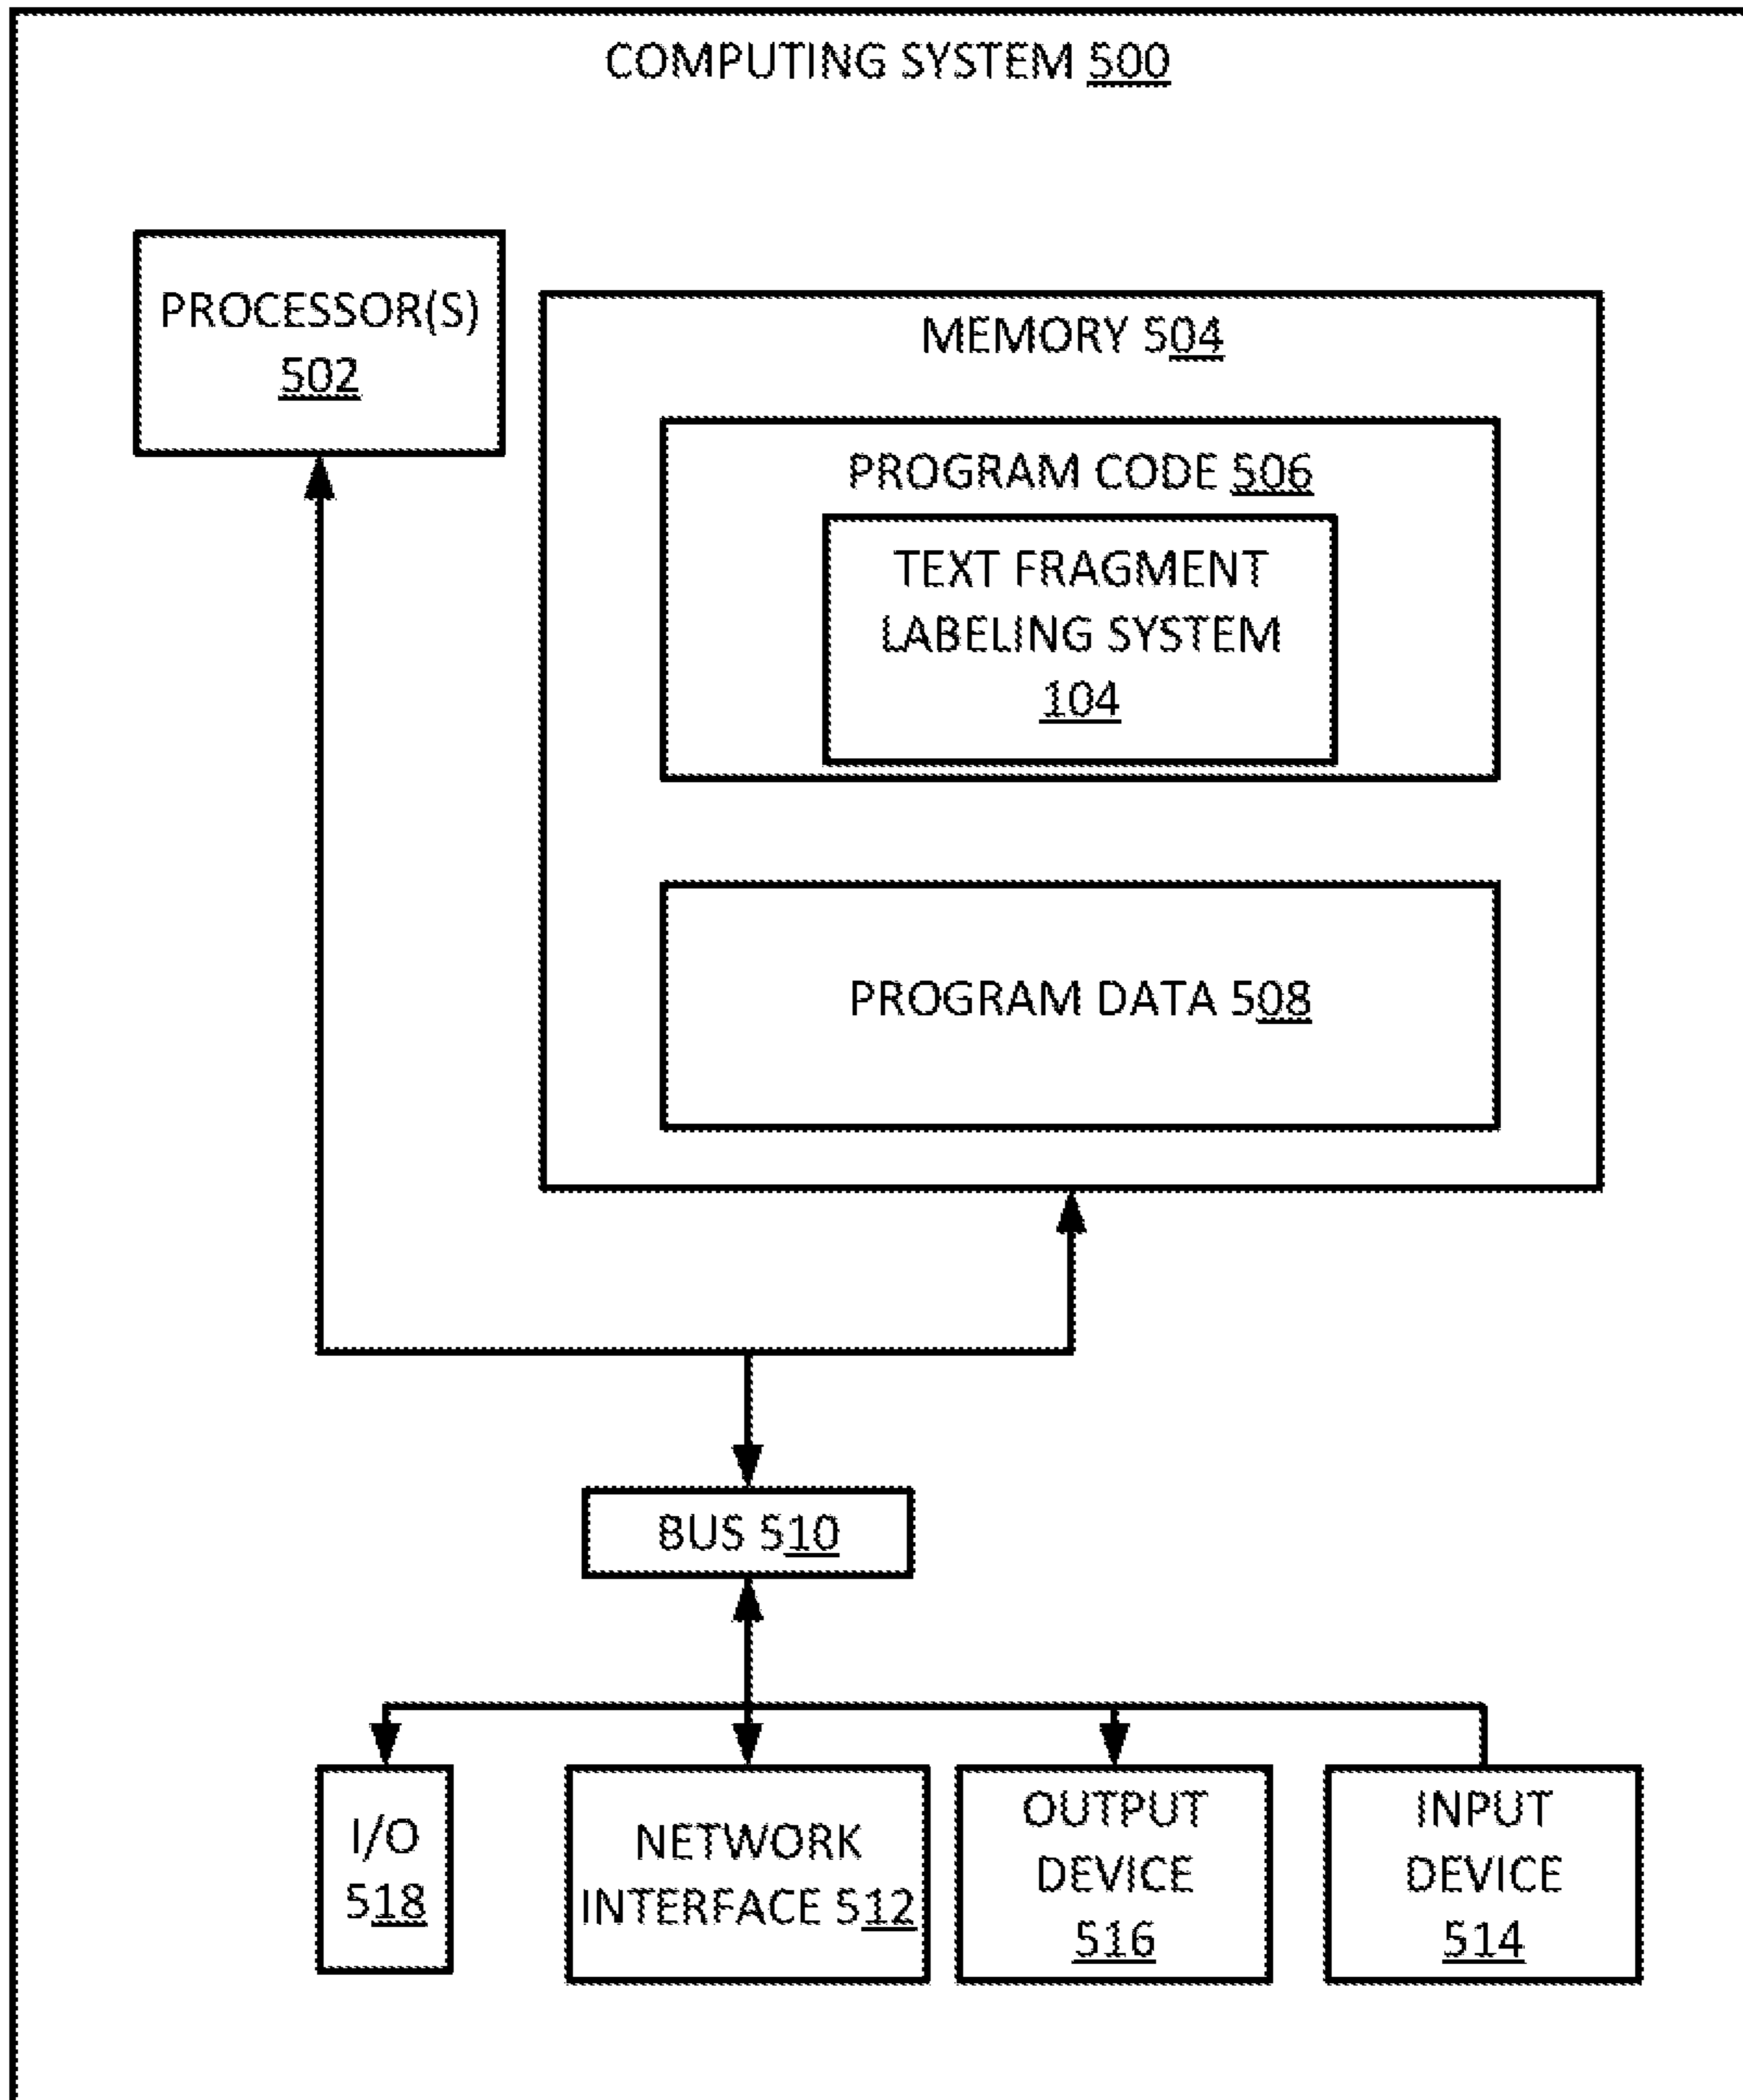 COMPUTING SYSTEM 500
PROCESSOR(S)
502
MEMORY 504
PROGRAM CODE 506
TEXT FRAGMENT
LABELING SYSTEM
104
PROGRAM DATA 508
BUS 510
I/O
518
NETWORK
INTERFACE 512
OUTPUT
DEVICE
516
INPUT
DEVICE
514